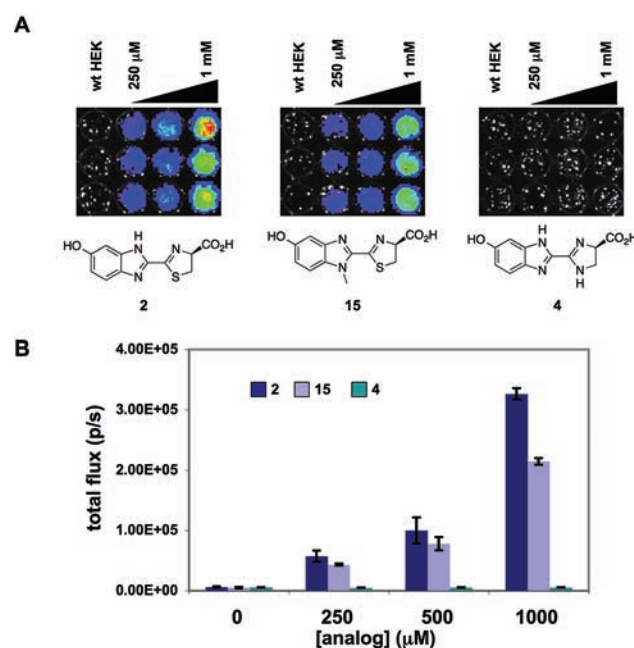 A
wt HEK 250 µM 1 mM
wt HEK 250 µM 1 mM
wt HEK 250 µM 1 mM
H
HO N N CO₂H
N S
2
HO N N CO₂H
N S
15
H
HO N N CO₂H
N N
H
4
B
4.00E+05
2 15 4
3.00E+05
2.00E+05
1.00E+05
0.00E+00
total flux (p/s)
0 250 500 1000
[analog] (µM)